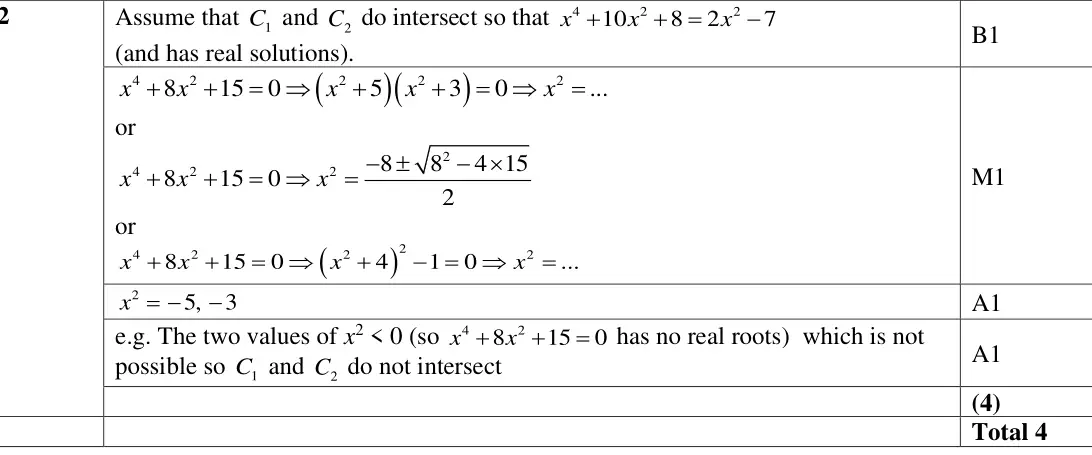 2
Assume that C₁ and C₂ do intersect so that x⁴ + 10x² + 8 = 2x² − 7
(and has real solutions).
B1
x⁴ + 8x² + 15 = 0 ⇒ (x² + 5)(x² + 3) = 0 ⇒ x² = ...
or
x⁴ + 8x² + 15 = 0 ⇒ x² = (−8 ± √(8² − 4×15))/2
or
x⁴ + 8x² + 15 = 0 ⇒ (x² + 4)² − 1 = 0 ⇒ x² = ...
M1
x² = −5, −3
A1
e.g. The two values of x² < 0 (so x⁴ + 8x² + 15 = 0 has no real roots) which is not
possible so C₁ and C₂ do not intersect
A1
(4)
Total 4